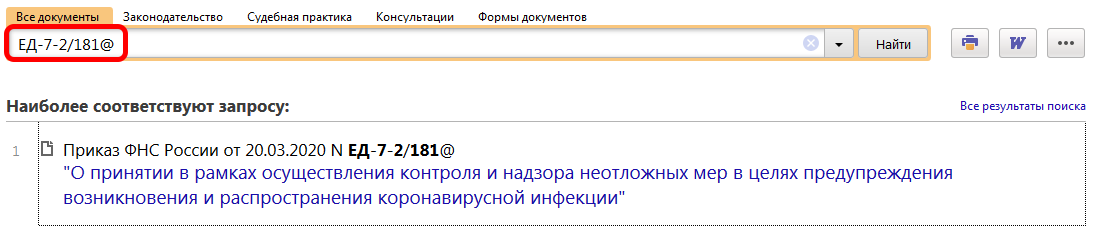 Все документы Законодательство Судебная практика Консультации Формы документов
ЕД-7-2/181@ Найти W
Наиболее соответствуют запросу: Все результаты поиска
1 Приказ ФНС России от 20.03.2020 N ЕД-7-2/181@
"О принятии в рамках осуществления контроля и надзора неотложных мер в целях предупреждения
возникновения и распространения коронавирусной инфекции"